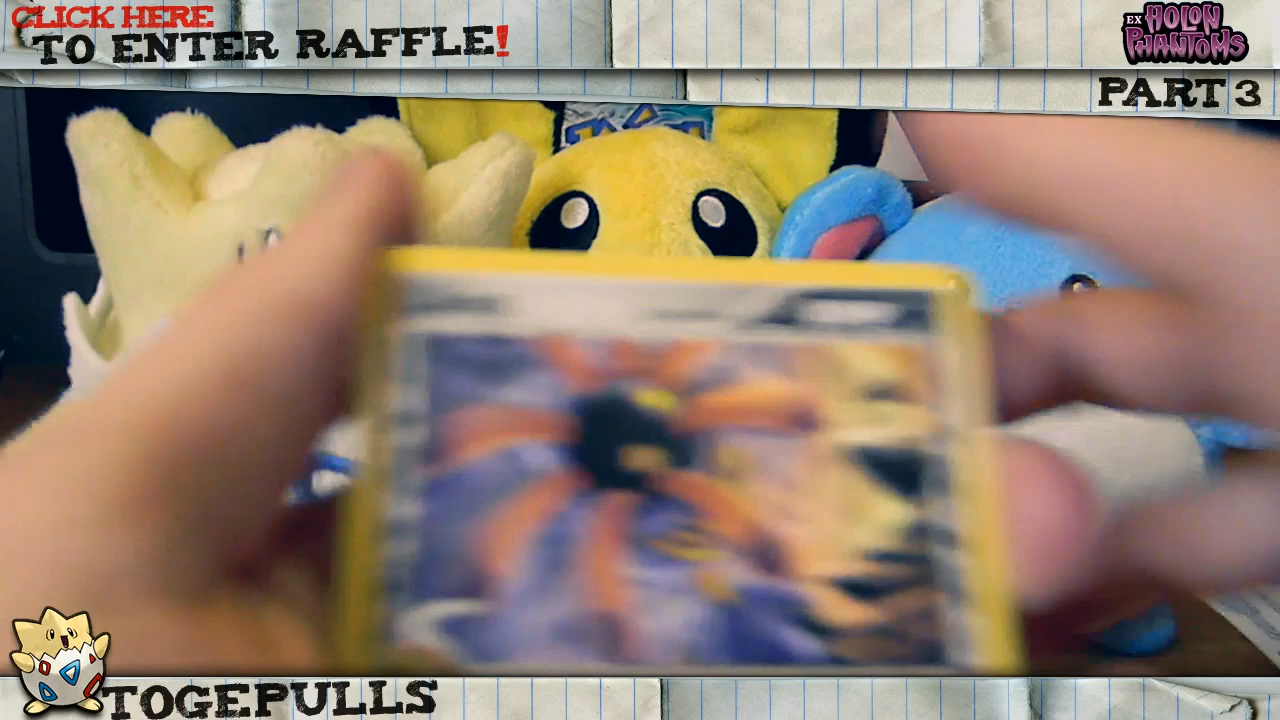 CLICK HERE
TO ENTER RAFFLE!
EX HOLON
PHANTOMS
PART 3
TOGEPULLS